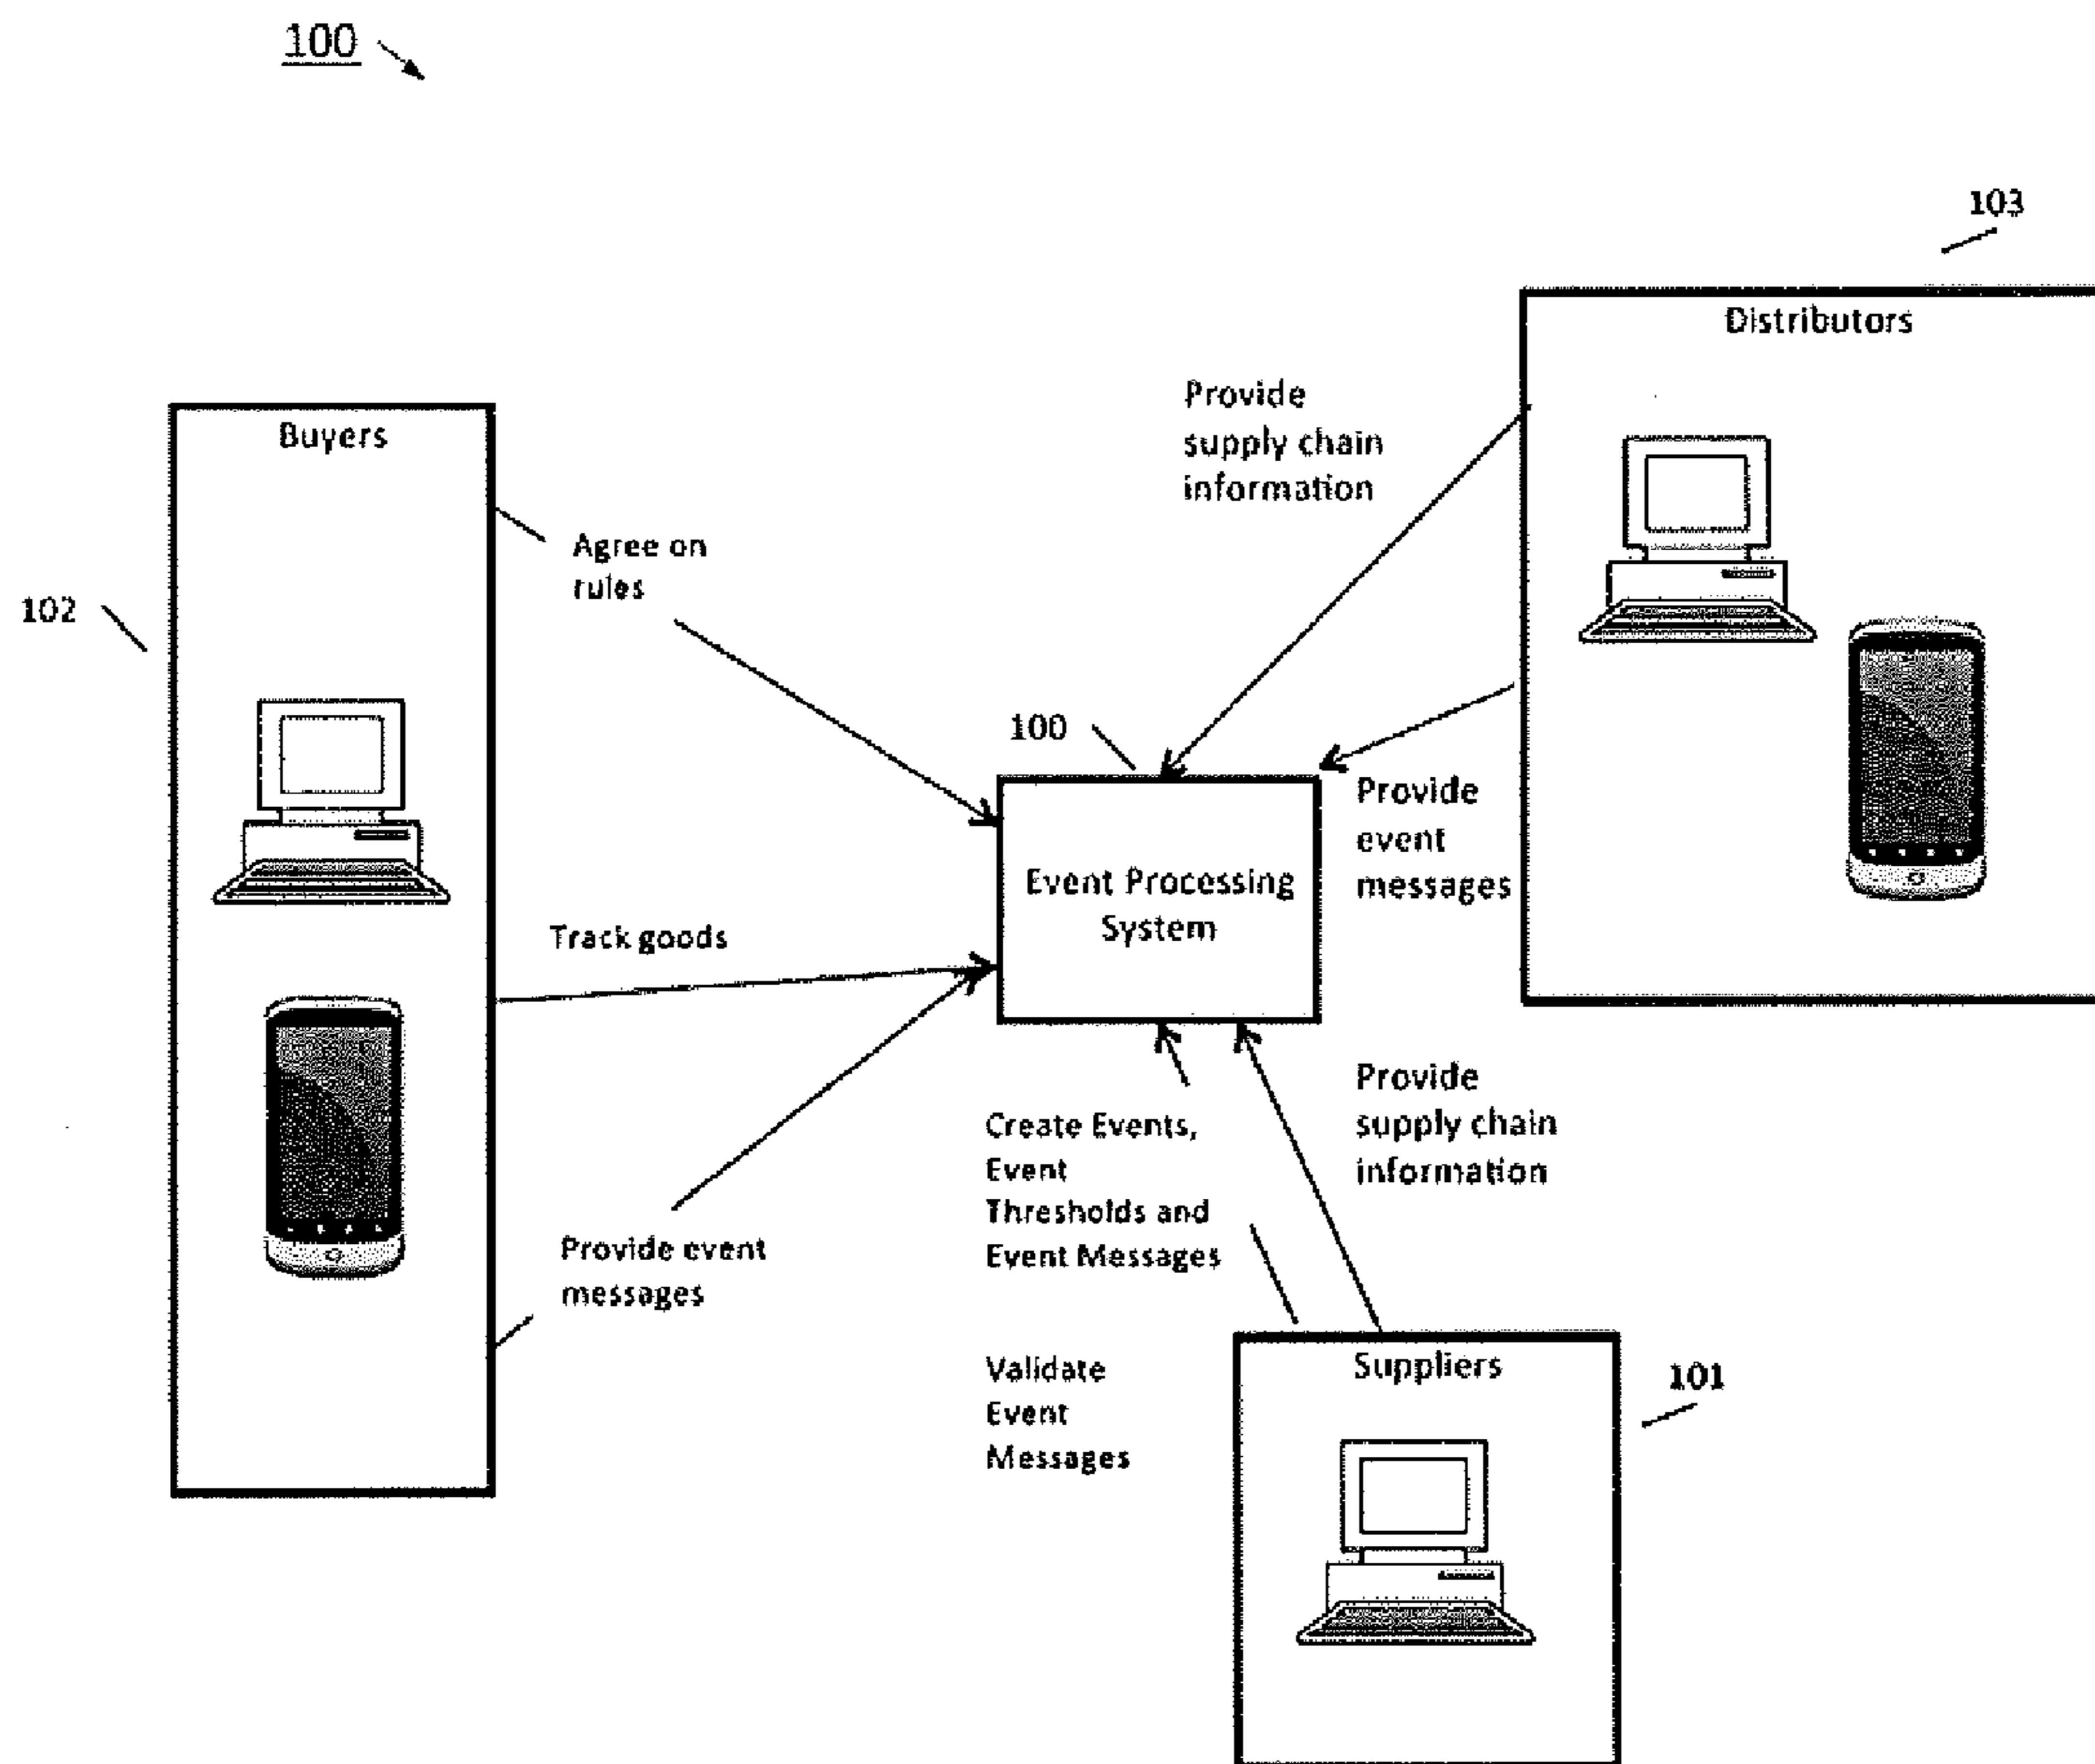 100
103
Distributors
Provide
supply chain
information
Buyers
Agree on
rules
102
100
Event Processing
System
Provide
event
messages
Track goods
Provide event
messages
Create Events,
Event
Thresholds and
Event Messages
Provide
supply chain
information
Validate
Event
Messages
Suppliers
101